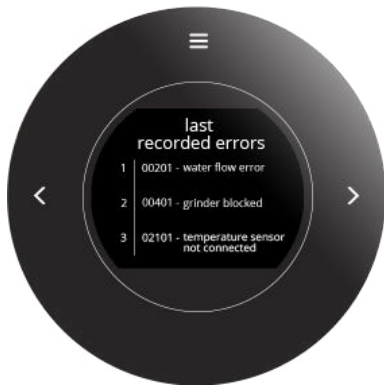 last
recorded errors
1 00201 - water flow error
2 00401 - grinder blocked
3 02101 - temperature sensor
not connected